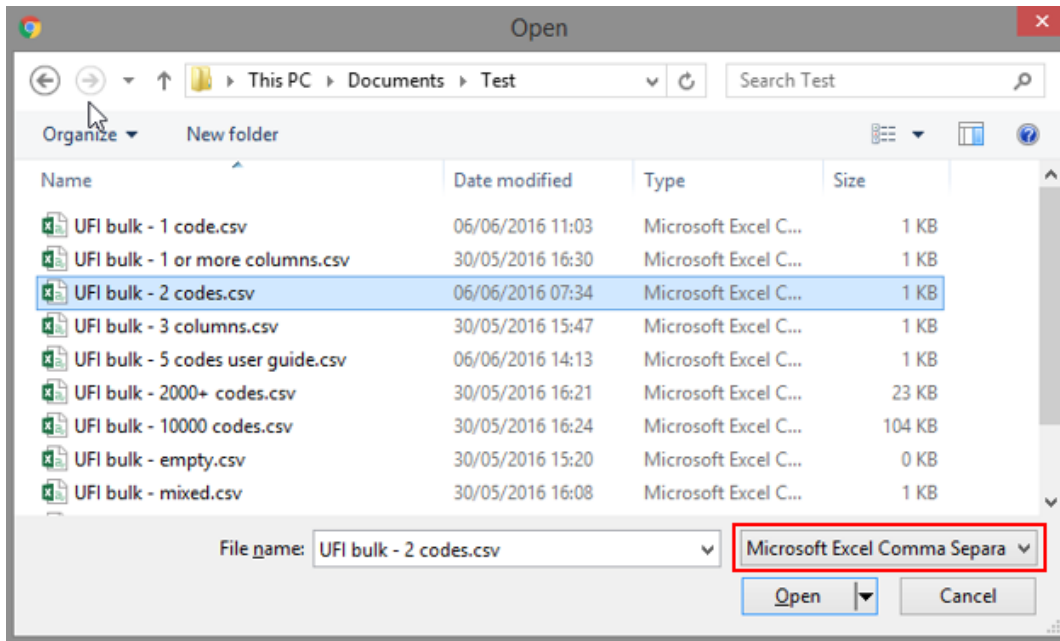 Open
This PC Documents Test Search Test
Organize New folder
Name Date modified Type Size
UFI bulk - 1 code.csv 06/06/2016 11:03 Microsoft Excel C... 1 KB
UFI bulk - 1 or more columns.csv 30/05/2016 16:30 Microsoft Excel C... 1 KB
UFI bulk - 2 codes.csv 06/06/2016 07:34 Microsoft Excel C... 1 KB
UFI bulk - 3 columns.csv 30/05/2016 15:47 Microsoft Excel C... 1 KB
UFI bulk - 5 codes user guide.csv 06/06/2016 14:13 Microsoft Excel C... 1 KB
UFI bulk - 2000+ codes.csv 30/05/2016 16:21 Microsoft Excel C... 23 KB
UFI bulk - 10000 codes.csv 30/05/2016 16:24 Microsoft Excel C... 104 KB
UFI bulk - empty.csv 30/05/2016 15:20 Microsoft Excel C... 0 KB
UFI bulk - mixed.csv 30/05/2016 16:08 Microsoft Excel C... 1 KB
File name: UFI bulk - 2 codes.csv Microsoft Excel Comma Separa
Open Cancel